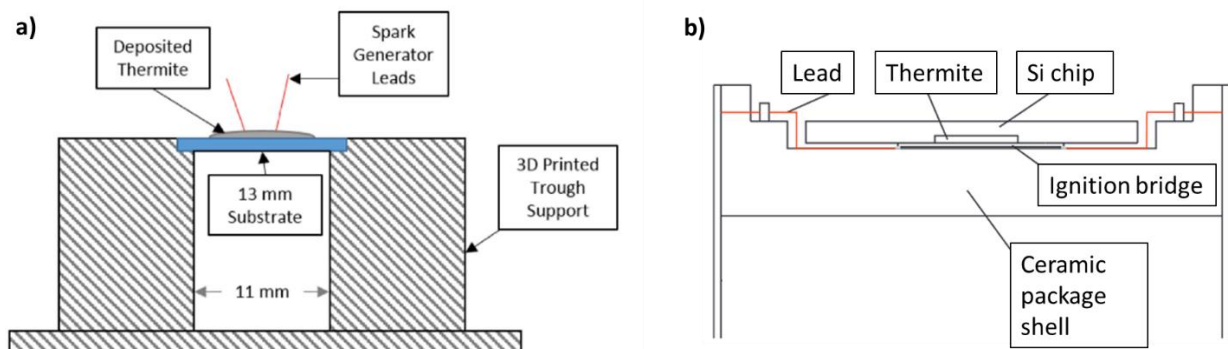 a)
Deposited
Thermite
Spark
Generator
Leads
13 mm
Substrate
3D Printed
Trough
Support
11 mm
b)
Lead
Thermite
Si chip
Ignition bridge
Ceramic
package
shell